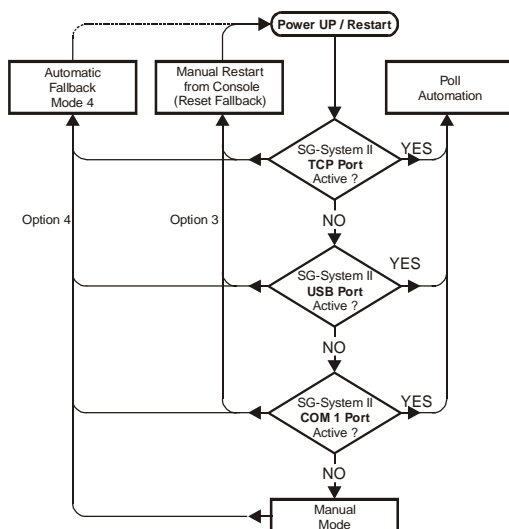 Power UP / Restart
Automatic
Fallback
Mode 4
Manual Restart
from Console
(Reset Fallback)
Poll
Automation
SG-System II
TCP Port
Active ?
YES
NO
Option 4
Option 3
SG-System II
USB Port
Active ?
YES
NO
SG-System II
COM 1 Port
Active ?
YES
NO
Manual
Mode